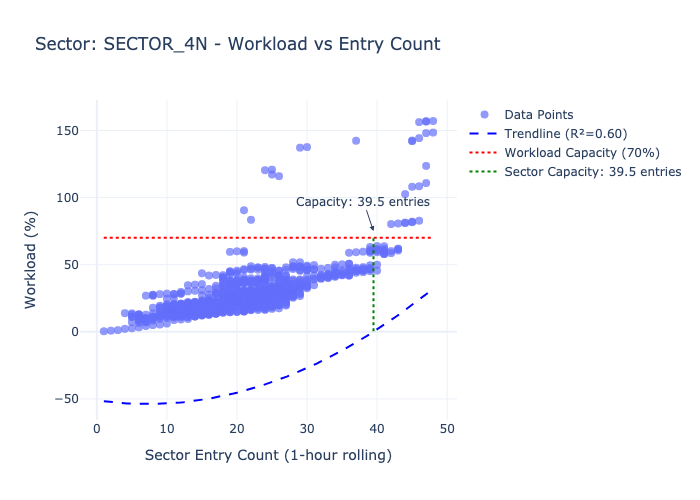 Sector: SECTOR_4N - Workload vs Entry Count
Data Points
Trendline (R²=0.60)
Workload Capacity (70%)
Sector Capacity: 39.5 entries
Capacity: 39.5 entries
Workload (%)
150
100
50
0
−50
0 10 20 30 40 50
Sector Entry Count (1-hour rolling)